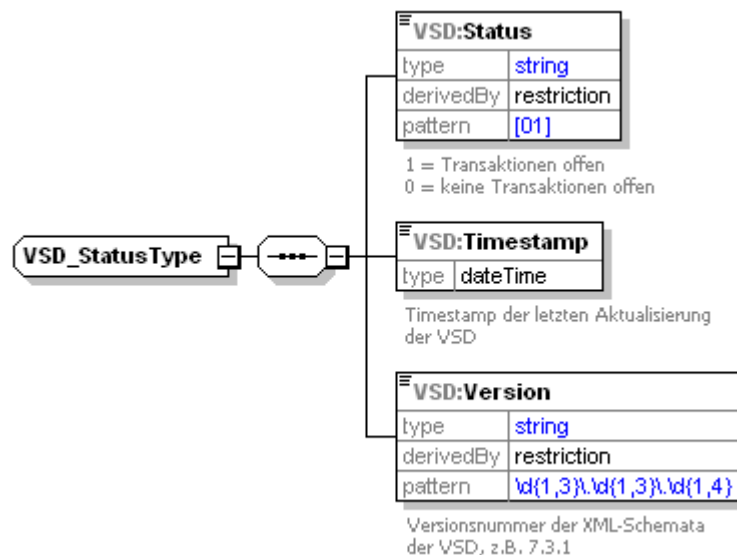 VSD:Status
type string
derivedBy restriction
pattern [01]
1 = Transaktionen offen
0 = keine Transaktionen offen
VSD_StatusType
VSD:Timestamp
type dateTime
Timestamp der letzten Aktualisierung
der VSD
VSD:Version
type string
derivedBy restriction
pattern \d{1,3}\.\d{1,3}\.\d{1,4}
Versionsnummer der XML-Schemata
der VSD, z.B. 7.3.1